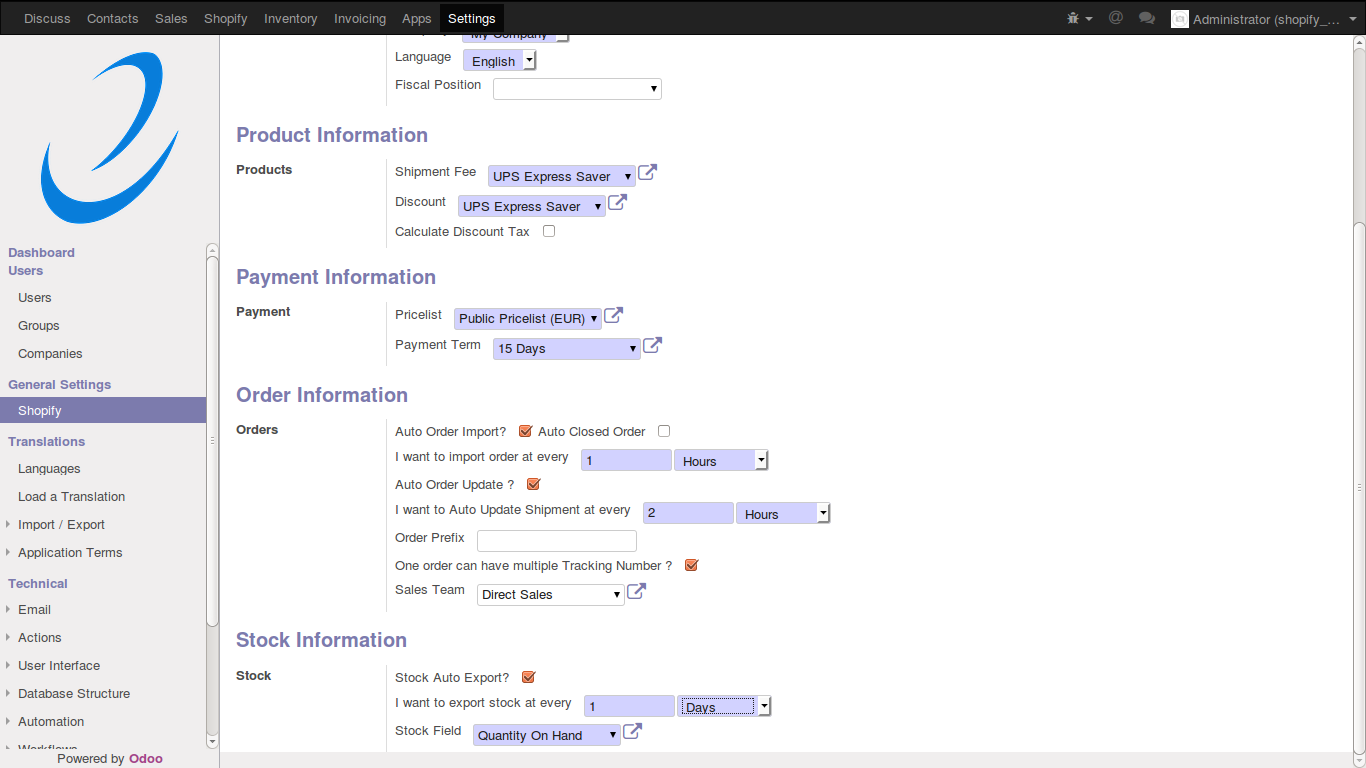 Discuss Contacts Sales Shopify Inventory Invoicing Apps Settings @ Administrator (shopify_...
My Company
Language English
Fiscal Position
Product Information
Products
Shipment Fee UPS Express Saver
Discount UPS Express Saver
Calculate Discount Tax
Payment Information
Payment
Pricelist Public Pricelist (EUR)
Payment Term 15 Days
Order Information
Orders
Auto Order Import? Auto Closed Order
I want to import order at every 1 Hours
Auto Order Update ?
I want to Auto Update Shipment at every 2 Hours
Order Prefix
One order can have multiple Tracking Number ?
Sales Team Direct Sales
Stock Information
Stock
Stock Auto Export?
I want to export stock at every 1 Days
Stock Field Quantity On Hand
Dashboard
Users
Users
Groups
Companies
General Settings
Shopify
Translations
Languages
Load a Translation
Import / Export
Application Terms
Technical
Email
Actions
User Interface
Database Structure
Automation
Workflows
Powered by Odoo